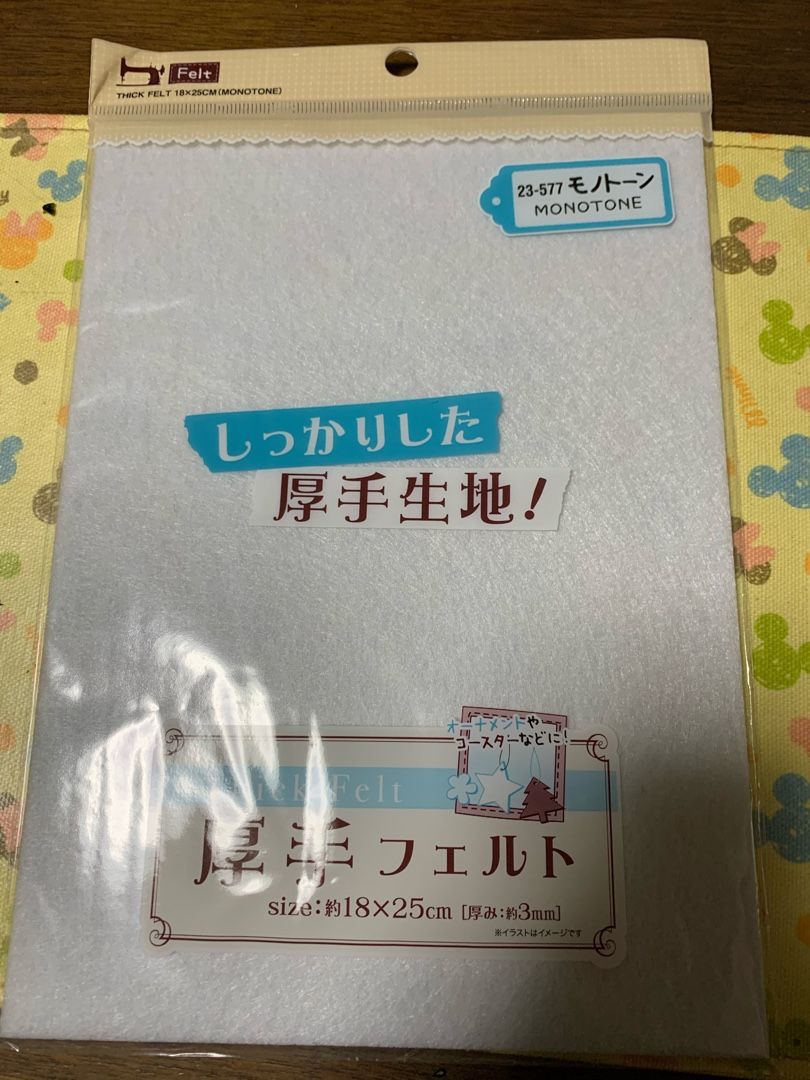 Felt
THICK FELT 18×25CM(MONOTONE)
23-577 モノトーン
MONOTONE
しっかりした
厚手生地!
オーナメントや
コースターなどに!
Thick Felt
厚手フェルト
size:約18×25cm [厚み:約3mm]
※イラストはイメージです